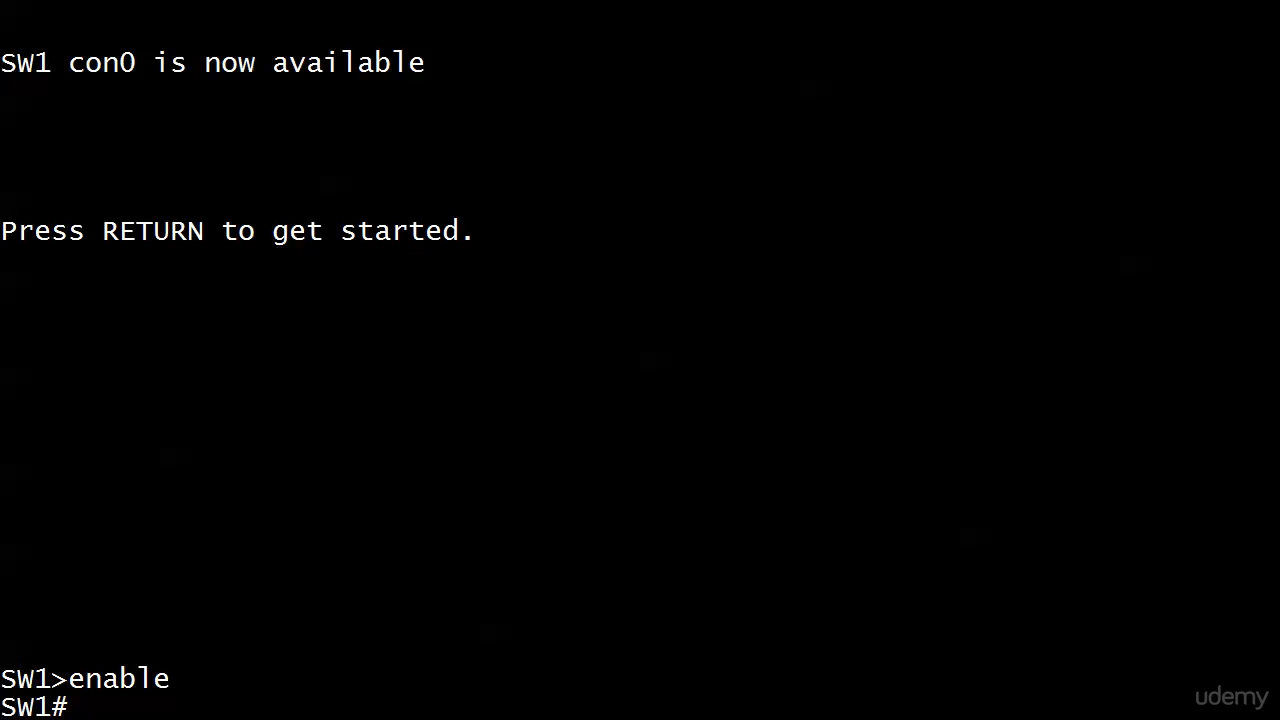 SW1 con0 is now available
Press RETURN to get started.
SW1>enable
SW1#
udemy